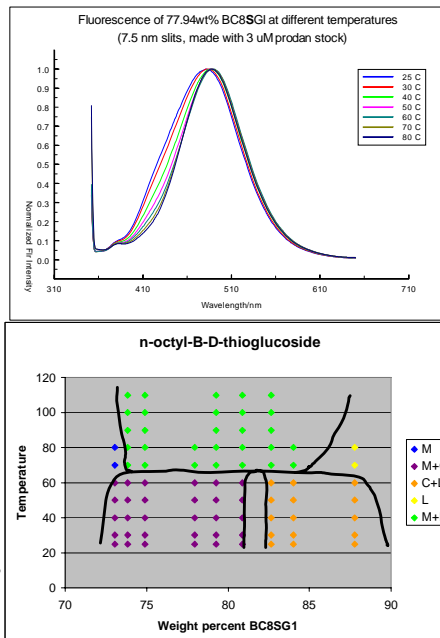 Fluorescence of 77.94wt% BC8SGl at different temperatures
(7.5 nm slits, made with 3 uM prodan stock)
Normalized Flr Intensity
1.0
0.9
0.8
0.7
0.6
0.5
0.4
0.3
0.2
0.1
0.0
310 410 510 610 710
Wavelength/nm
25 C
30 C
40 C
50 C
60 C
70 C
80 C
n-octyl-B-D-thioglucoside
Temperature
120
100
80
60
40
20
0
70 75 80 85 90
Weight percent BC8SG1
M
L